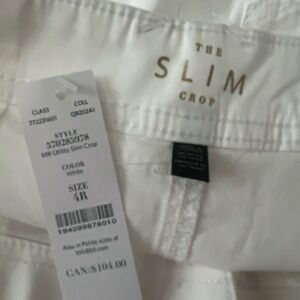 THE
SLIM
CROP
CLASS COLL
STYLE
570285978
MR Utility Slim Crop
COLOR
White
SIZE
4R
Also in Petite sizes at
WHBM.com
CAN:$104.00